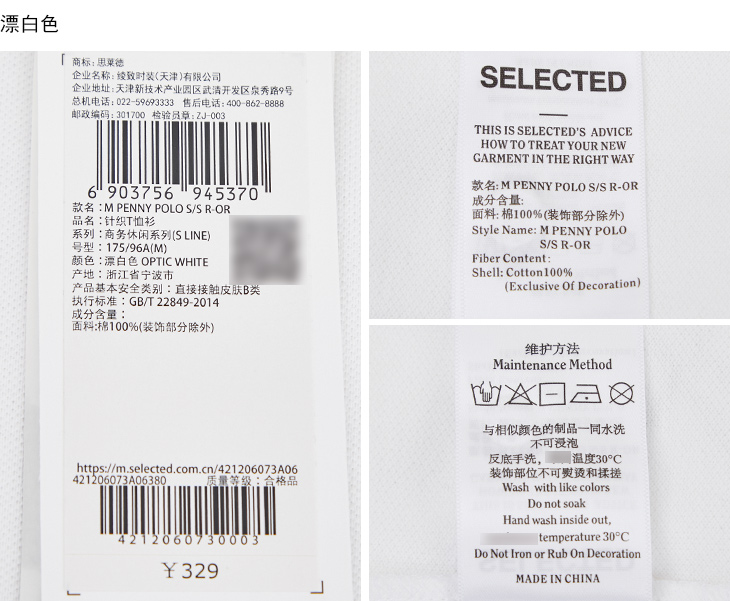 漂白色
商标: 思莱德
企业名称: 绫致时装(天津)有限公司
企业地址: 天津新技术产业园区武清开发区泉秀路9号
总机电话: 022-59693333 售后电话: 400-862-8888
邮政编码: 301700 检验员章: ZJ-003
6 903756 945370
款名：M PENNY POLO S/S R-OR
品名：针织T恤衫
系列：商务休闲系列(S LINE)
号型：175/96A(M)
颜色：漂白色 OPTIC WHITE
产地：浙江省宁波市
产品基本安全类别：直接接触皮肤B类
执行标准：GB/T 22849-2014
成分含量：
面料:棉100%(装饰部分除外)
https://m.selected.com.cn/421206073A06
421206073A06380 质量等级：合格品
4212060730003
￥329
SELECTED
THIS IS SELECTED'S ADVICE
HOW TO TREAT YOUR NEW
GARMENT IN THE RIGHT WAY
款名: M PENNY POLO S/S R-OR
成分含量:
面料: 棉100%(装饰部分除外)
Style Name: M PENNY POLO
S/S R-OR
Fiber Content:
Shell: Cotton100%
(Exclusive Of Decoration)
维护方法
Maintenance Method
与相似颜色的制品一同水洗
不可浸泡
反底手洗, 温度30°C
装饰部位不可熨烫和揉搓
Wash with like colors
Do not soak
Hand wash inside out,
temperature 30°C
Do Not Iron or Rub On Decoration
MADE IN CHINA